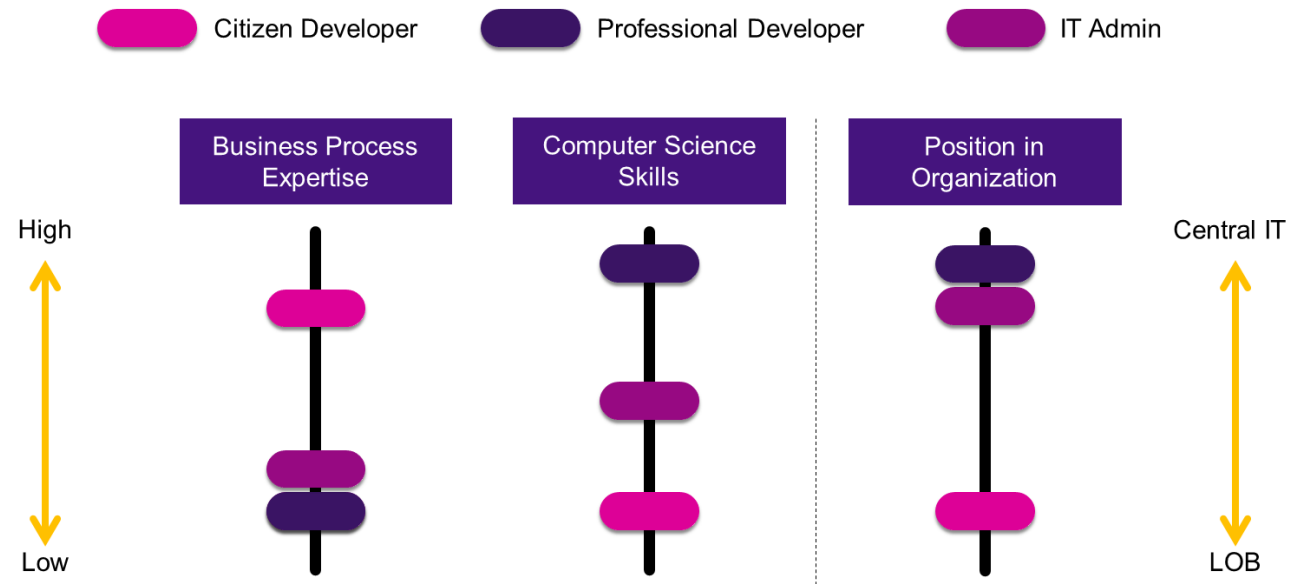 Citizen Developer
Professional Developer
IT Admin
Business Process
Expertise
Computer Science
Skills
Position in
Organization
High
Central IT
Low
LOB